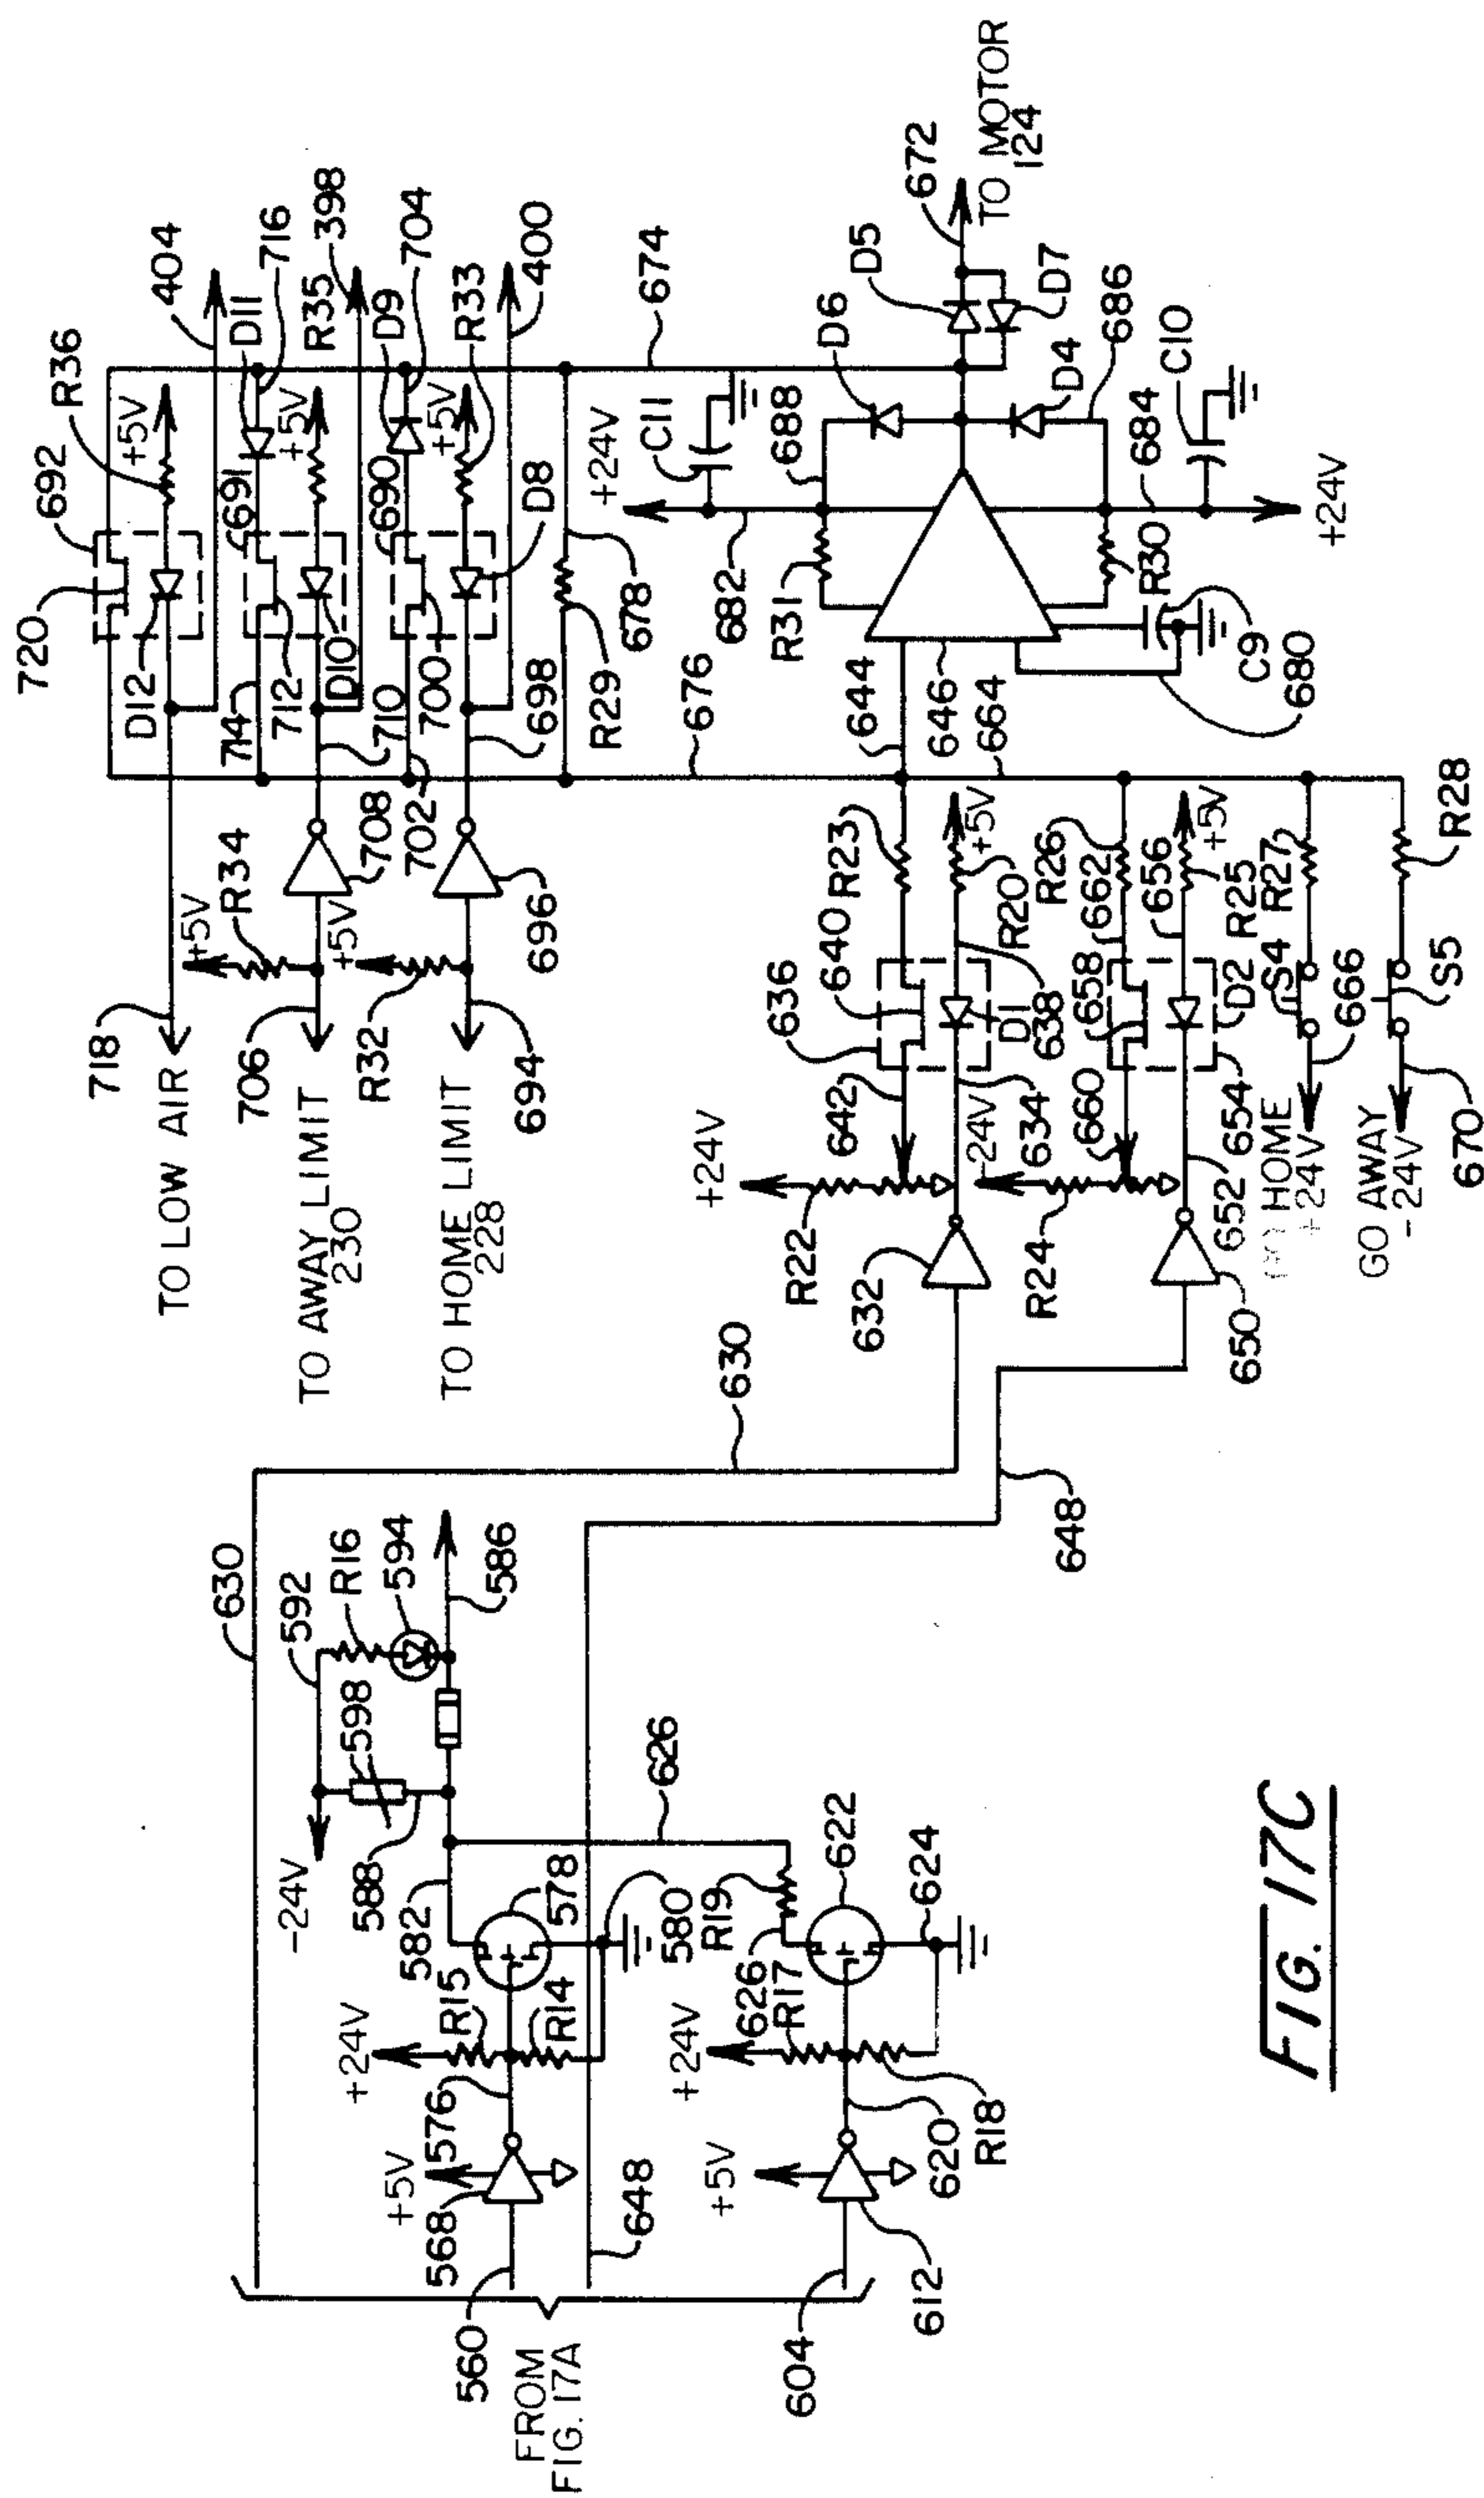 720
692
R36
404
D12
+5V
718
TO LOW AIR
+5V
R34
714
691
D11
716
712
+5V
R35
398
D10
710
706
708
TO AWAY LIMIT
230
+5V
R32
702
700
690
D9
704
+5V
R33
400
D8
698
694
696
TO HOME LIMIT
228
R29
678
674
676
+24V
C11
688
682
R31
D6
D5
672
TO MOTOR
124
D7
D4
686
R30
684
C10
+24V
C9
680
644
646
664
R23
640
636
642
+24V
R22
+5V
R20
D1
638
634
632
-24V
R24
660
658
R26
662
656
+5V
R25
D2
654
652
650
HOME
+24V
S4
R27
666
GO AWAY
-24V
S5
R28
670
630
630
648
648
592
R16
594
586
598
-24V
588
582
578
580
626
+24V
R15
R14
576
+5V
568
560
FROM
FIG. 17A
R19
626
622
624
R17
+24V
R18
620
+5V
612
604
FIG. 17C